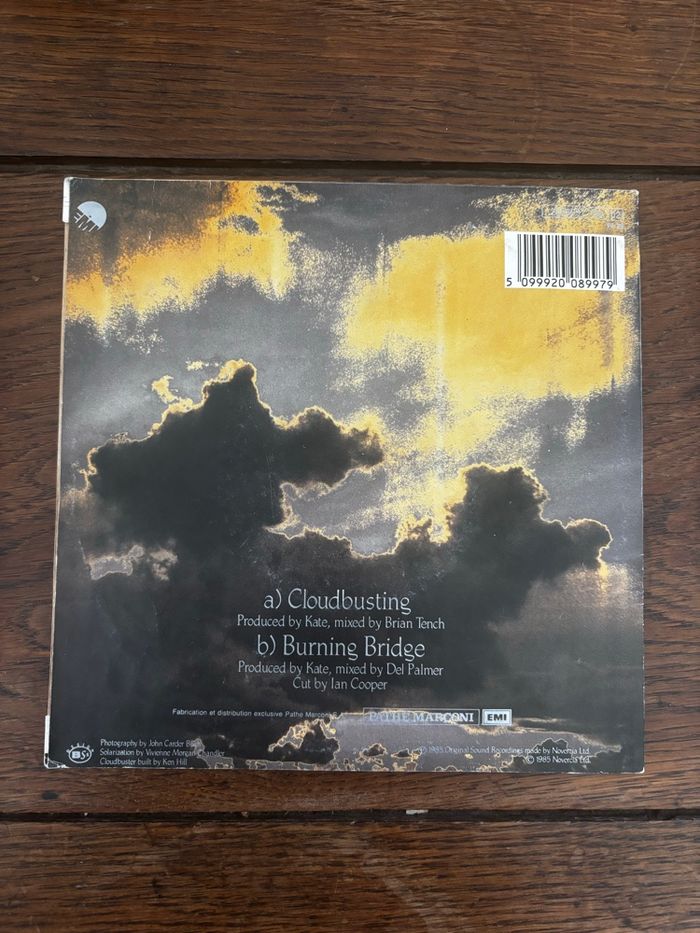 EMI
5 099920 089979
a) Cloudbusting
Produced by Kate, mixed by Brian Tench
b) Burning Bridge
Produced by Kate, mixed by Del Palmer
Cut by Ian Cooper
Fabrication et distribution exclusive Pathe Marconi
PATHE MARCONI EMI
Photography by John Carder
Solarization by Vivienne Morgan Chandler
Cloudbuster built by Ken Hill
℗ 1985 Original Sound Recordings made by Novercia Ltd.
© 1985 Novercia Ltd.